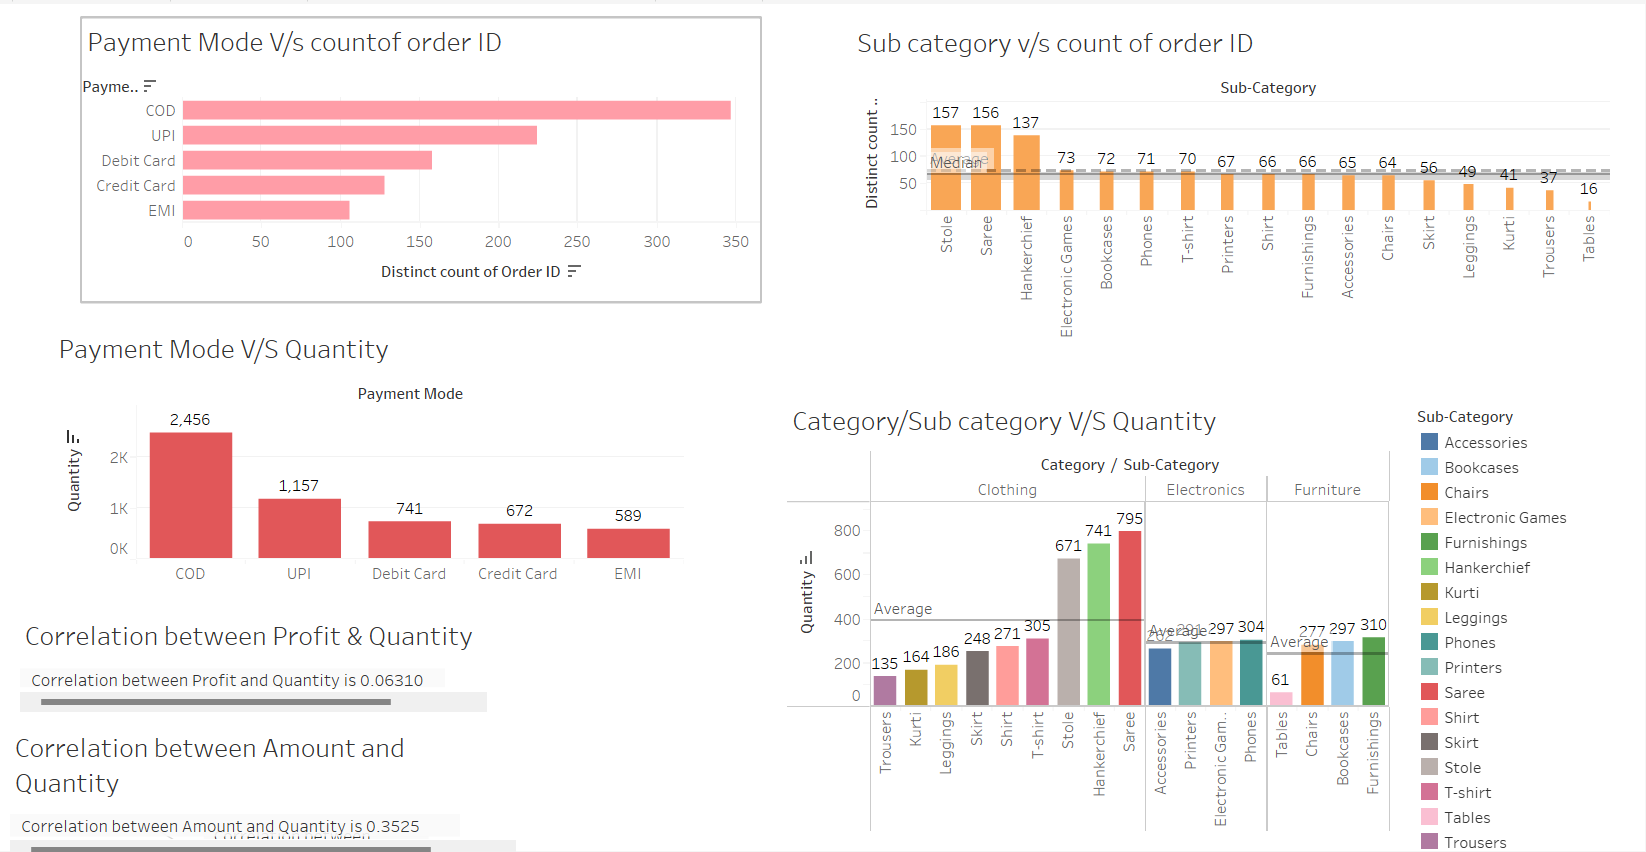 Payment Mode V/s countof order ID
Payme..
COD
UPI
Debit Card
Credit Card
EMI
0 50 100 150 200 250 300 350
Distinct count of Order ID
Sub category v/s count of order ID
Sub-Category
Distinct count ..
150
100
50
157 156 137 73 72 71 70 67 66 66 65 64 56 49 41 37 16
Average
Median
Stole Saree Hankerchief Electronic Games Bookcases Phones T-shirt Printers Shirt Furnishings Accessories Chairs Skirt Leggings Kurti Trousers Tables
Payment Mode V/S Quantity
Payment Mode
Quantity
2K
1K
0K
2,456 1,157 741 672 589
COD UPI Debit Card Credit Card EMI
Category/Sub category V/S Quantity
Category / Sub-Category
Clothing Electronics Furniture
Quantity
800
600
400
200
0
Average
135 164 186 248 271 305 671 741 795
Average
262 291 297 304
Average
61 277 297 310
Trousers Kurti Leggings Skirt Shirt T-shirt Stole Hankerchief Saree Accessories Printers Electronic Gam.. Phones Tables Chairs Bookcases Furnishings
Sub-Category
Accessories
Bookcases
Chairs
Electronic Games
Furnishings
Hankerchief
Kurti
Leggings
Phones
Printers
Saree
Shirt
Skirt
Stole
T-shirt
Tables
Trousers
Correlation between Profit & Quantity
Correlation between Profit and Quantity is 0.06310
Correlation between Amount and
Quantity
Correlation between Amount and Quantity is 0.3525